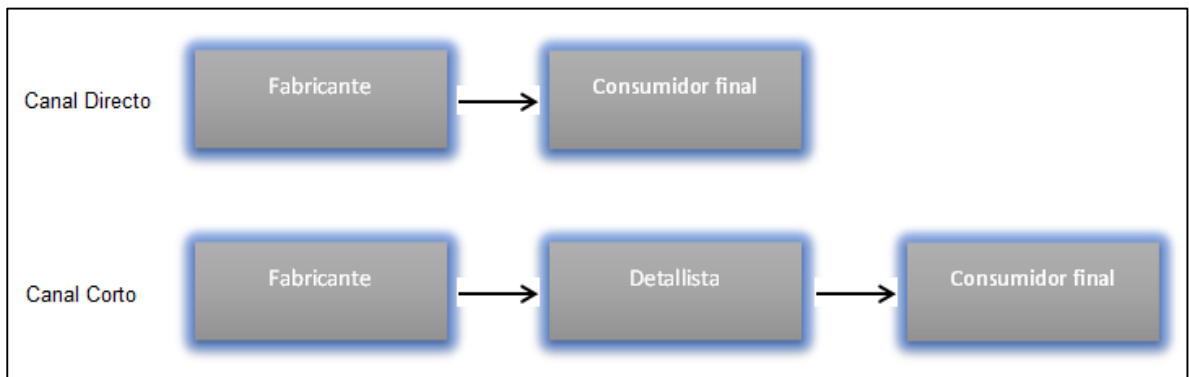 Canal Directo
Fabricante
Consumidor final
Canal Corto
Fabricante
Detallista
Consumidor final